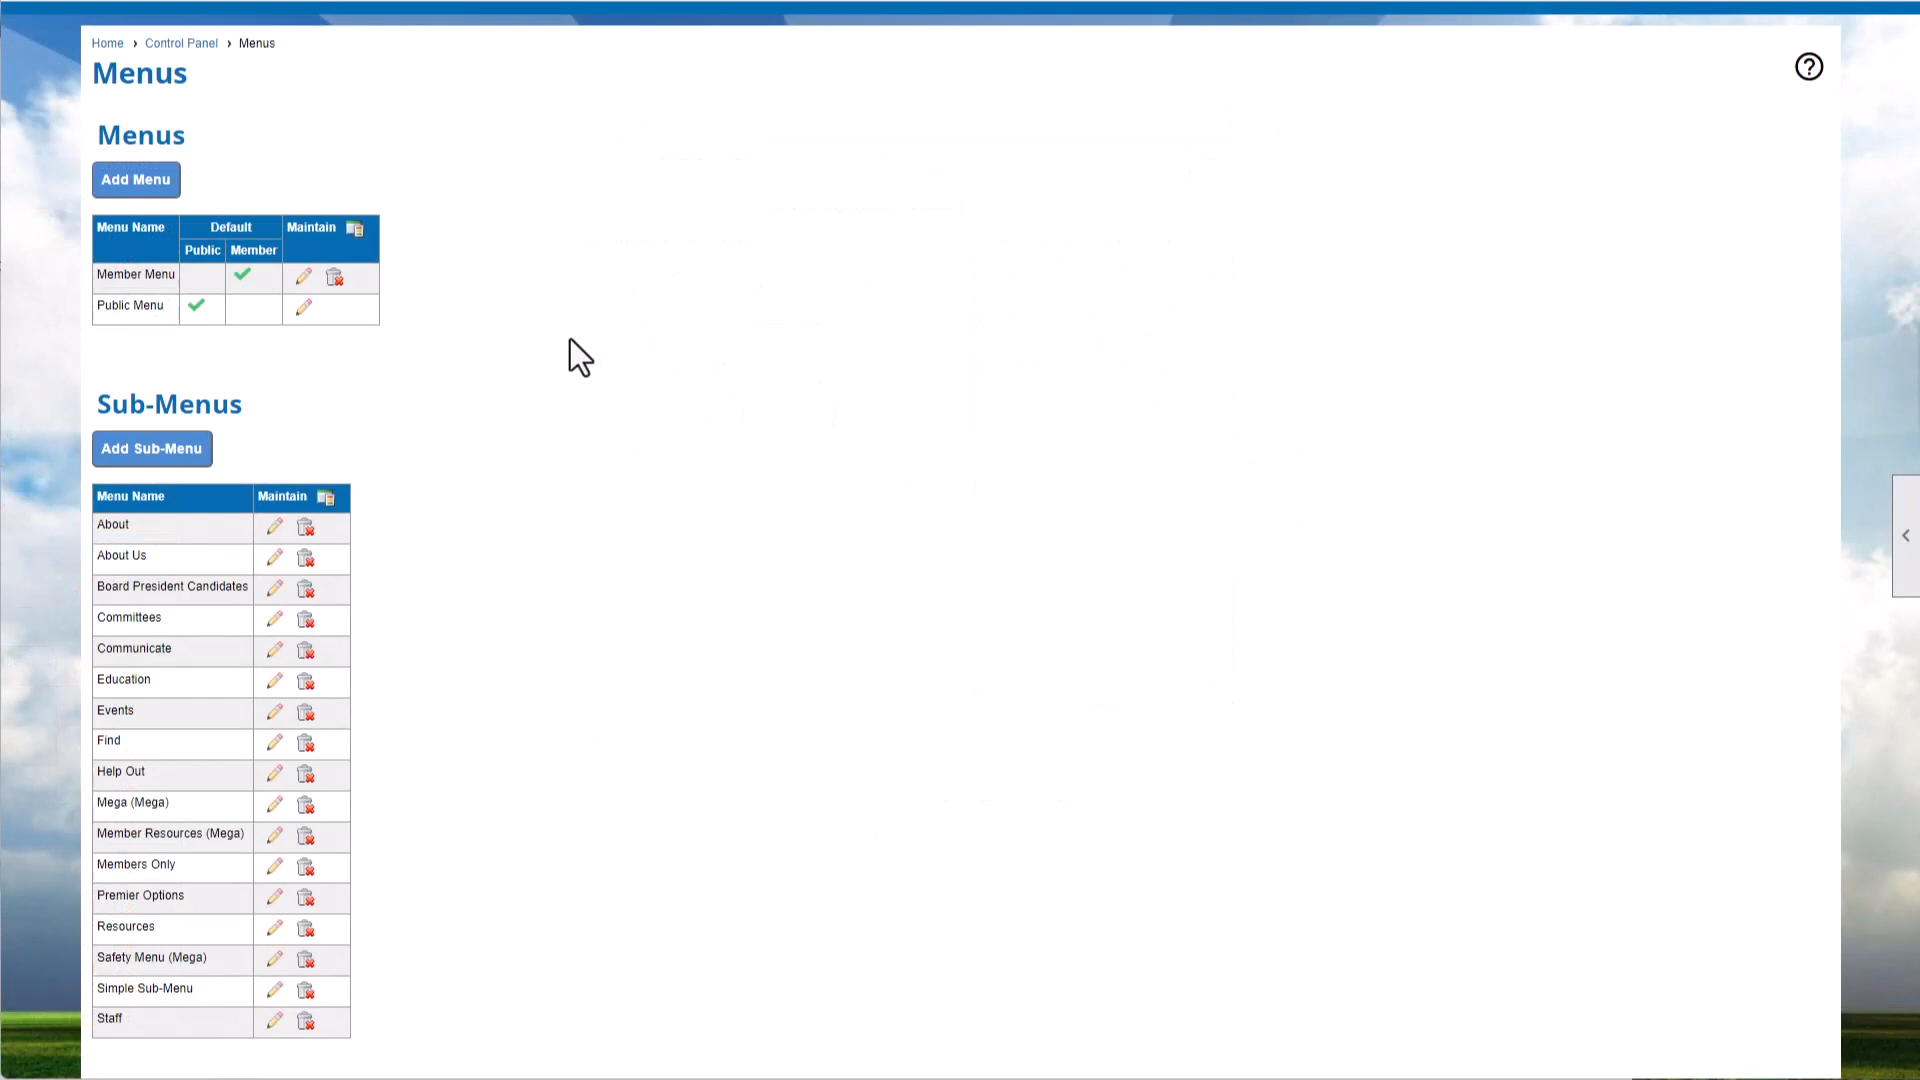 Home › Control Panel › Menus
Menus
Menus
Add Menu
Menu Name Default Maintain
Public Member
Member Menu
Public Menu
Sub-Menus
Add Sub-Menu
Menu Name Maintain
About
About Us
Board President Candidates
Committees
Communicate
Education
Events
Find
Help Out
Mega (Mega)
Member Resources (Mega)
Members Only
Premier Options
Resources
Safety Menu (Mega)
Simple Sub-Menu
Staff